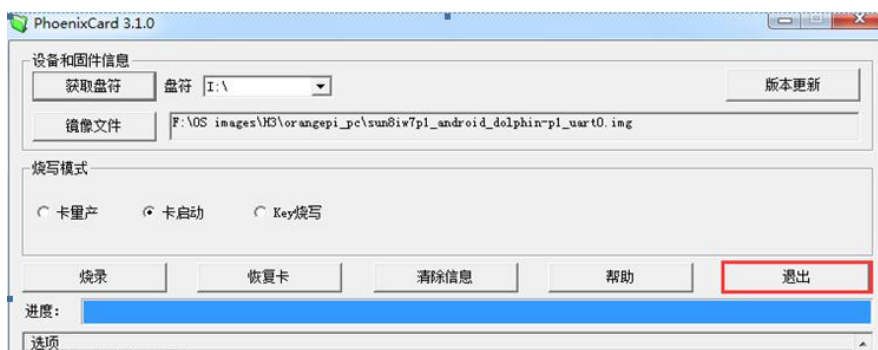 PhoenixCard 3.1.0
设备和固件信息
获取盘符 盘符 I:\ 版本更新
镜像文件 F:\OS images\H3\orangepi_pc\sun8iw7p1_android_dolphin-p1_uart0.img
烧写模式
卡量产 卡启动 Key烧写
烧录 恢复卡 清除信息 帮助 退出
进度：
选项